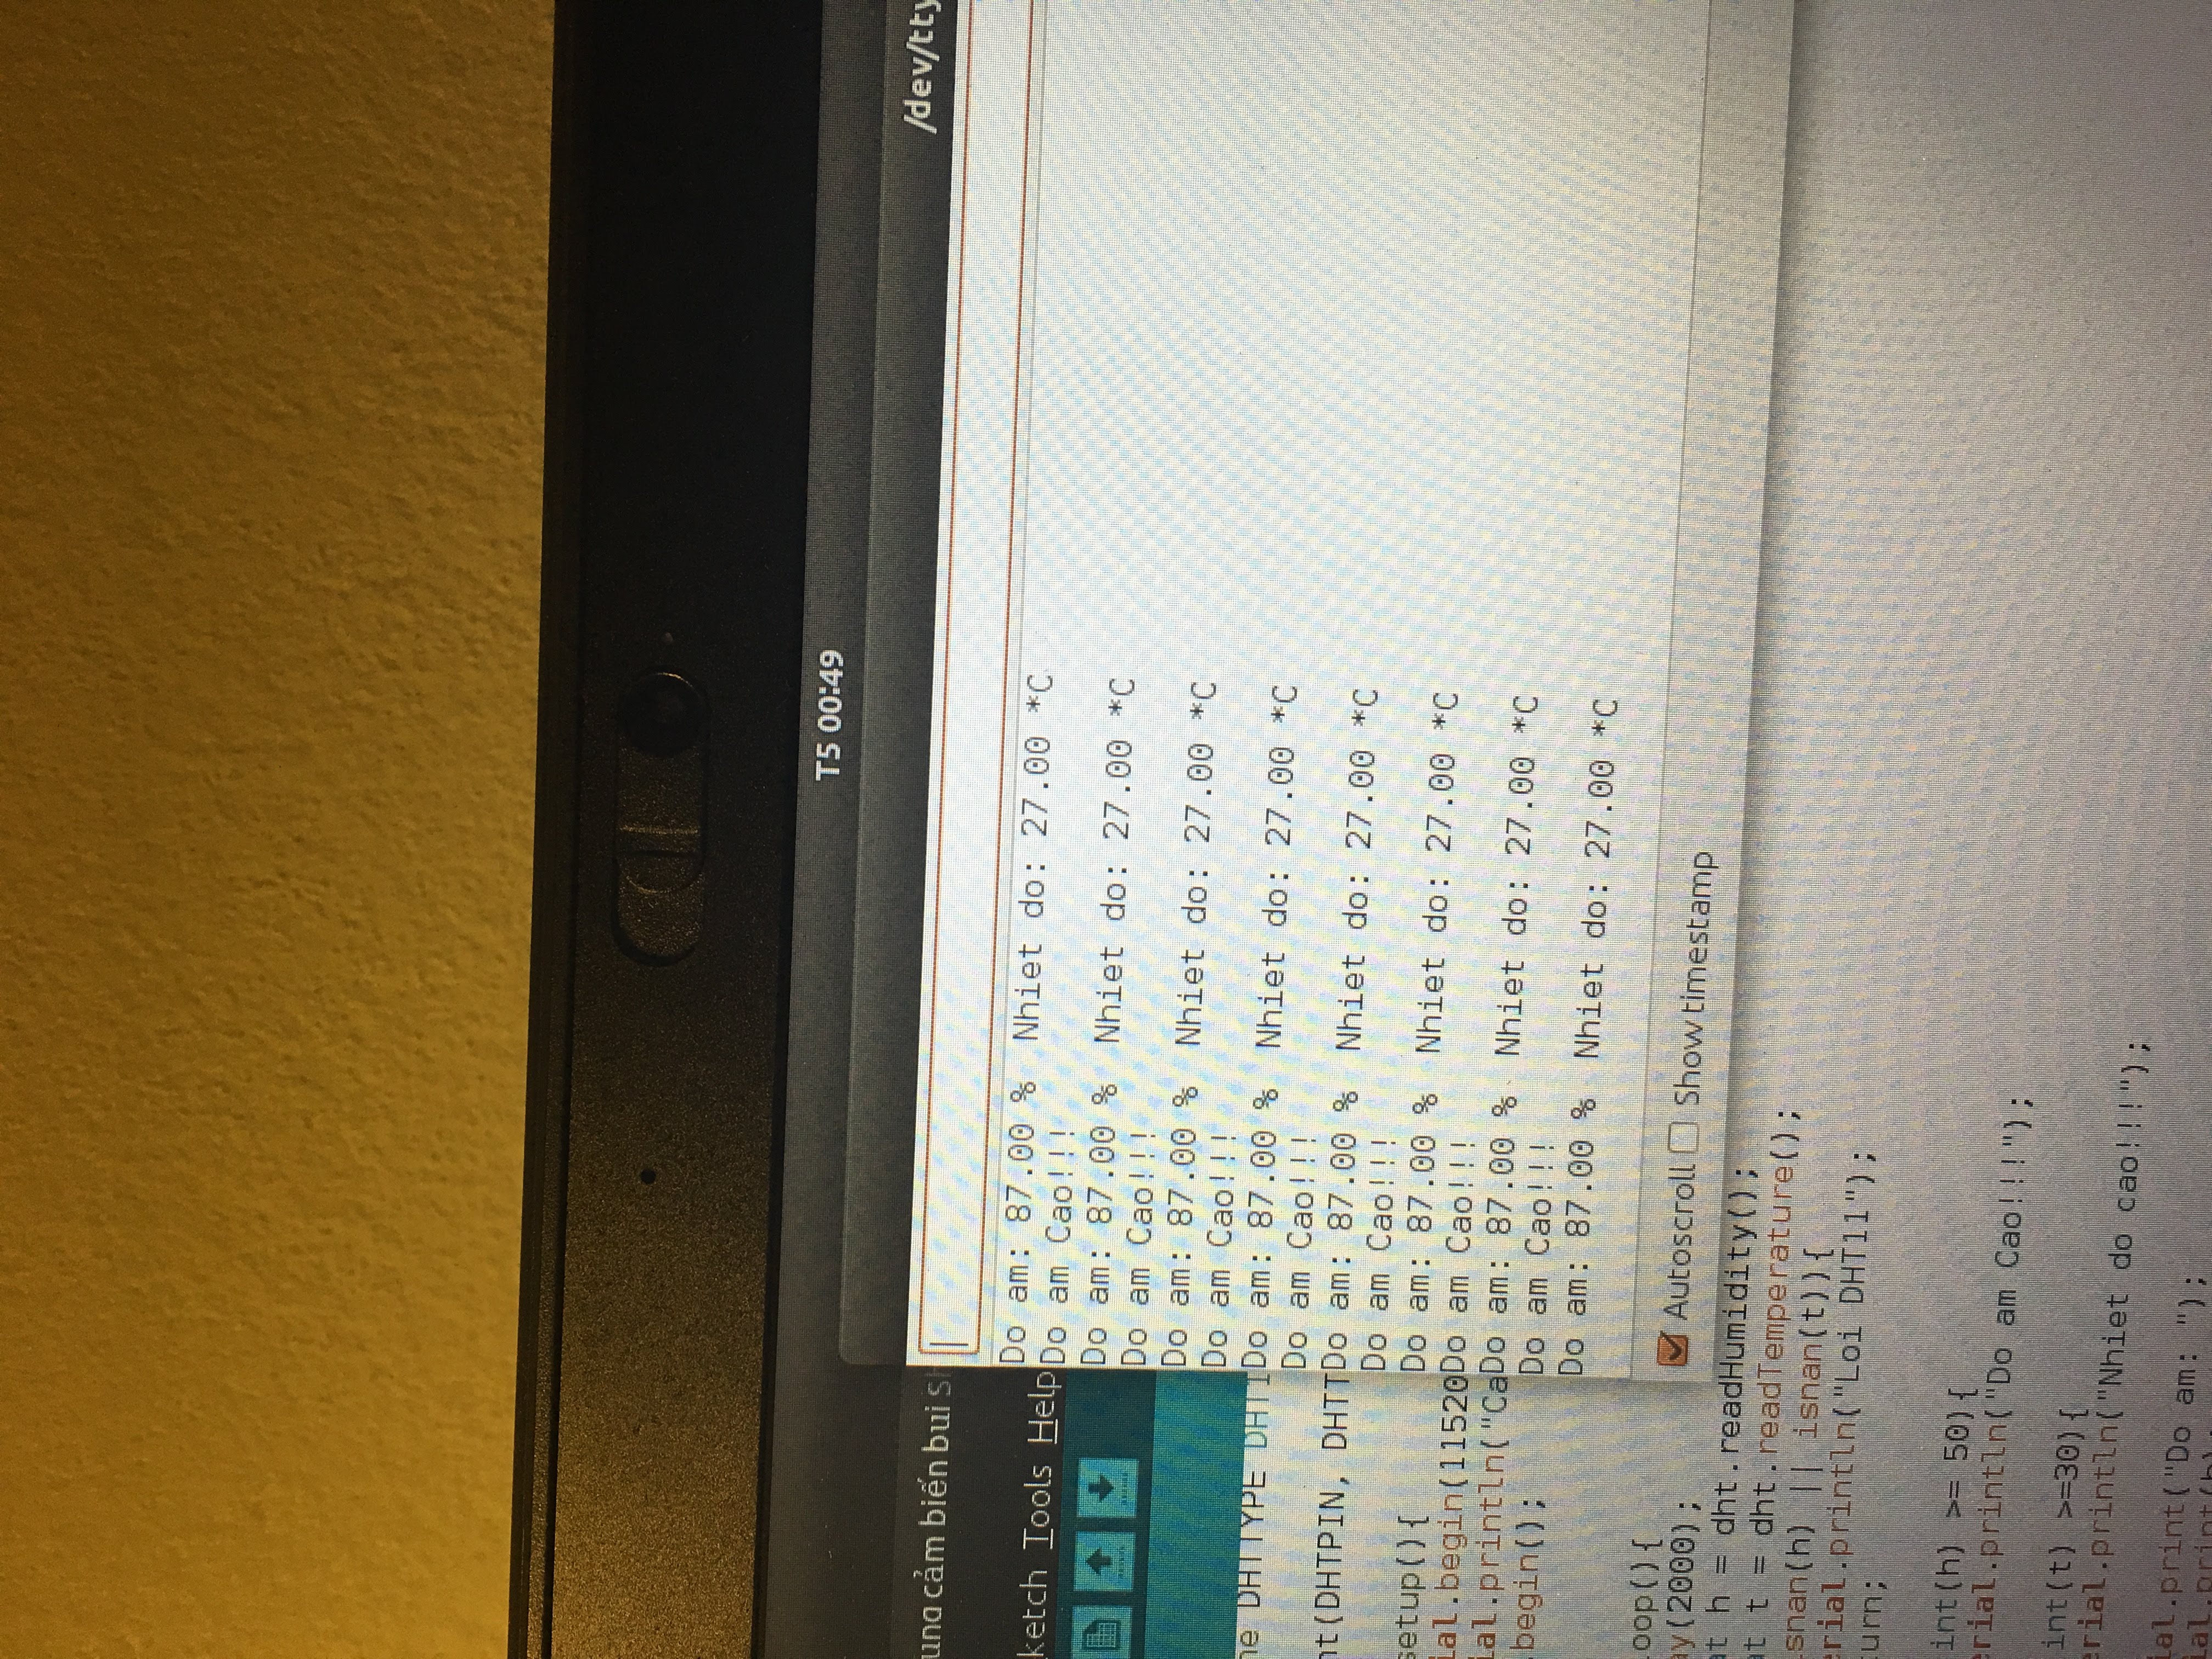 T5 00:49
/dev/tty
cảm biến bui
ketch Tools Help
Do am: 87.00 %  Nhiet do: 27.00 *C
Do am Cao!!!
Do am: 87.00 %  Nhiet do: 27.00 *C
Do am Cao!!!
Do am: 87.00 %  Nhiet do: 27.00 *C
Do am Cao!!!
Do am: 87.00 %  Nhiet do: 27.00 *C
Do am Cao!!!
Do am: 87.00 %  Nhiet do: 27.00 *C
Do am Cao!!!
Do am: 87.00 %  Nhiet do: 27.00 *C
Do am Cao!!!
Do am: 87.00 %  Nhiet do: 27.00 *C
Do am Cao!!!
Do am: 87.00 %  Nhiet do: 27.00 *C
Autoscroll Show timestamp
ne DHTTYPE DHT1
nt(DHTPIN, DHTT
setup(){
ial.begin(11520
ial.println("Ca
.begin();
loop(){
ay(2000);
at h = dht.readHumidity();
at t = dht.readTemperature();
isnan(h) || isnan(t)){
erial.println("Loi DHT11");
turn;
int(h) >= 50){
erial.println("Do am Cao!!!");
int(t) >=30){
erial.println("Nhiet do cao!!!");
ial.print("Do am: ");
ial.print(h)